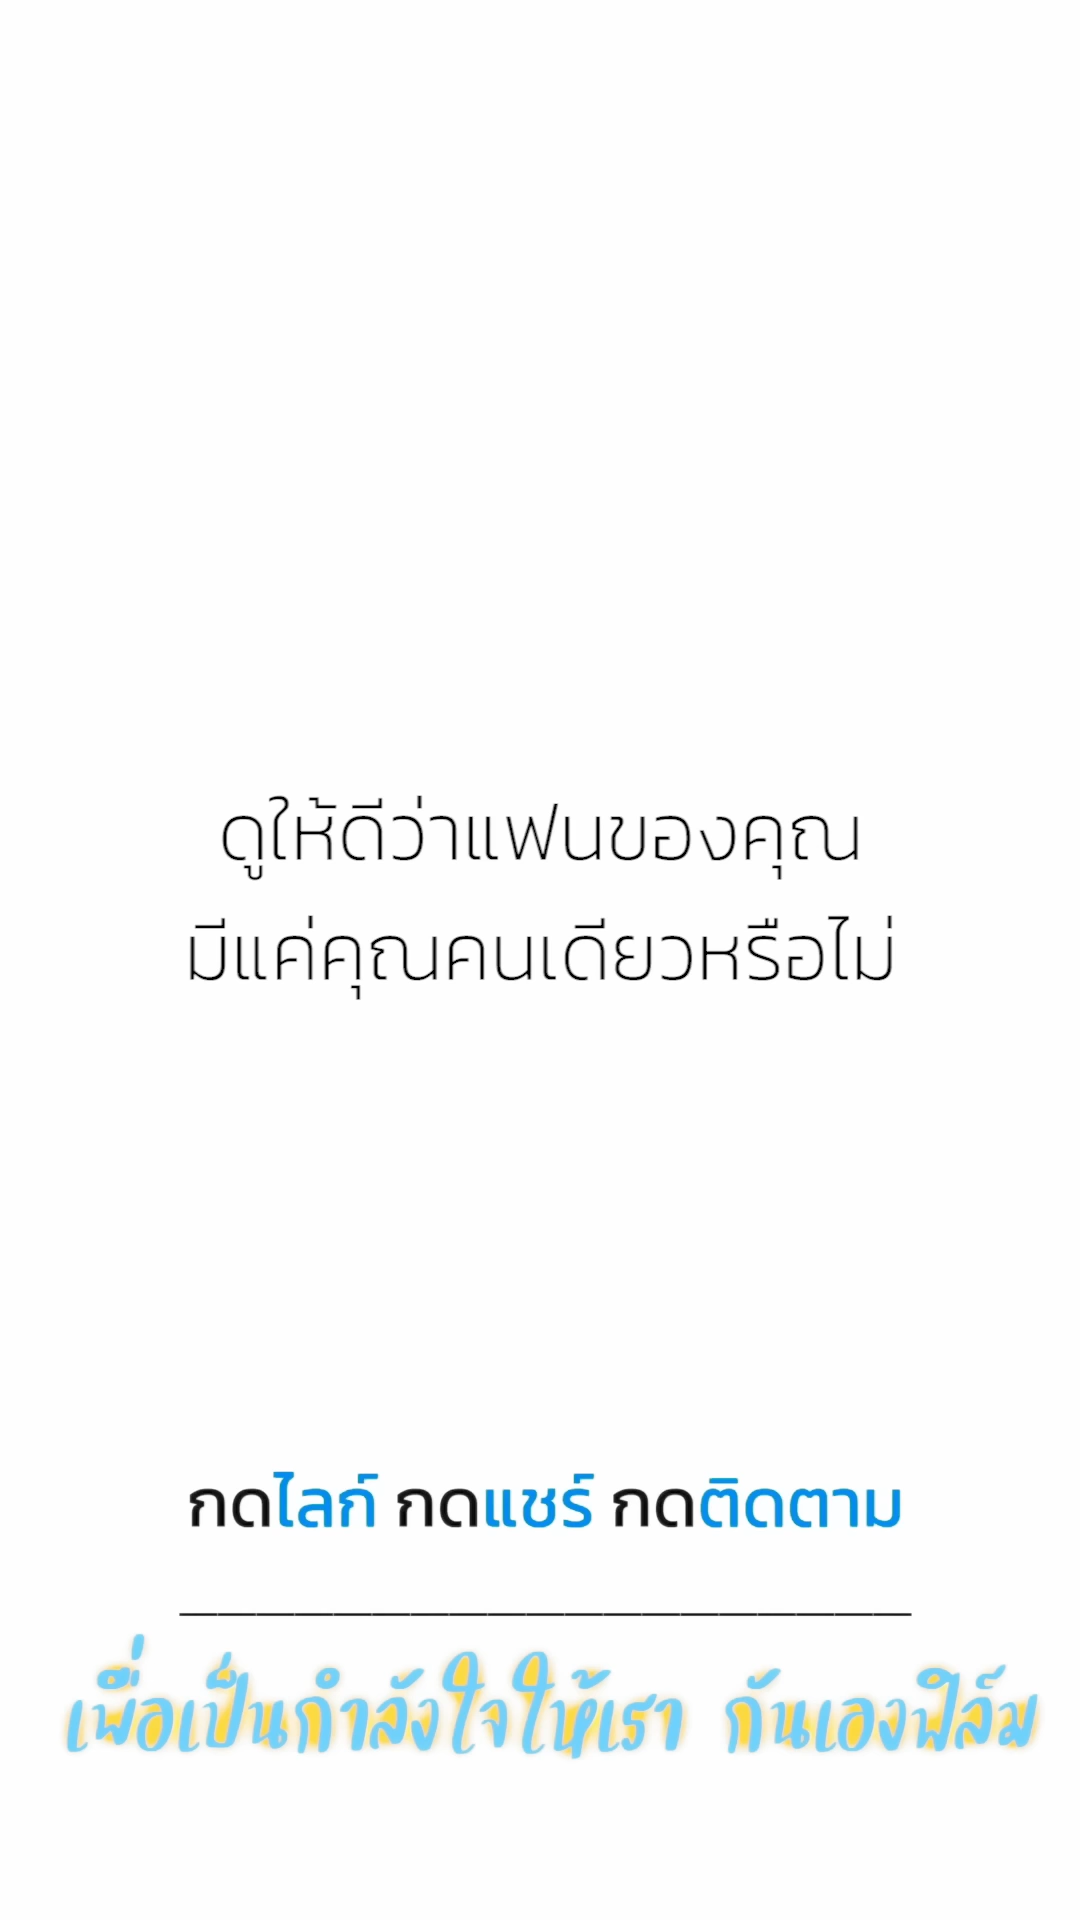 ดูให้ดีว่าแฟนของคุณ
มีแค่คุณคนเดียวหรือไม่
กดไลก์ กดแชร์ กดติดตาม
เพื่อเป็นกำลังใจให้เรา กันเองฟิล์ม